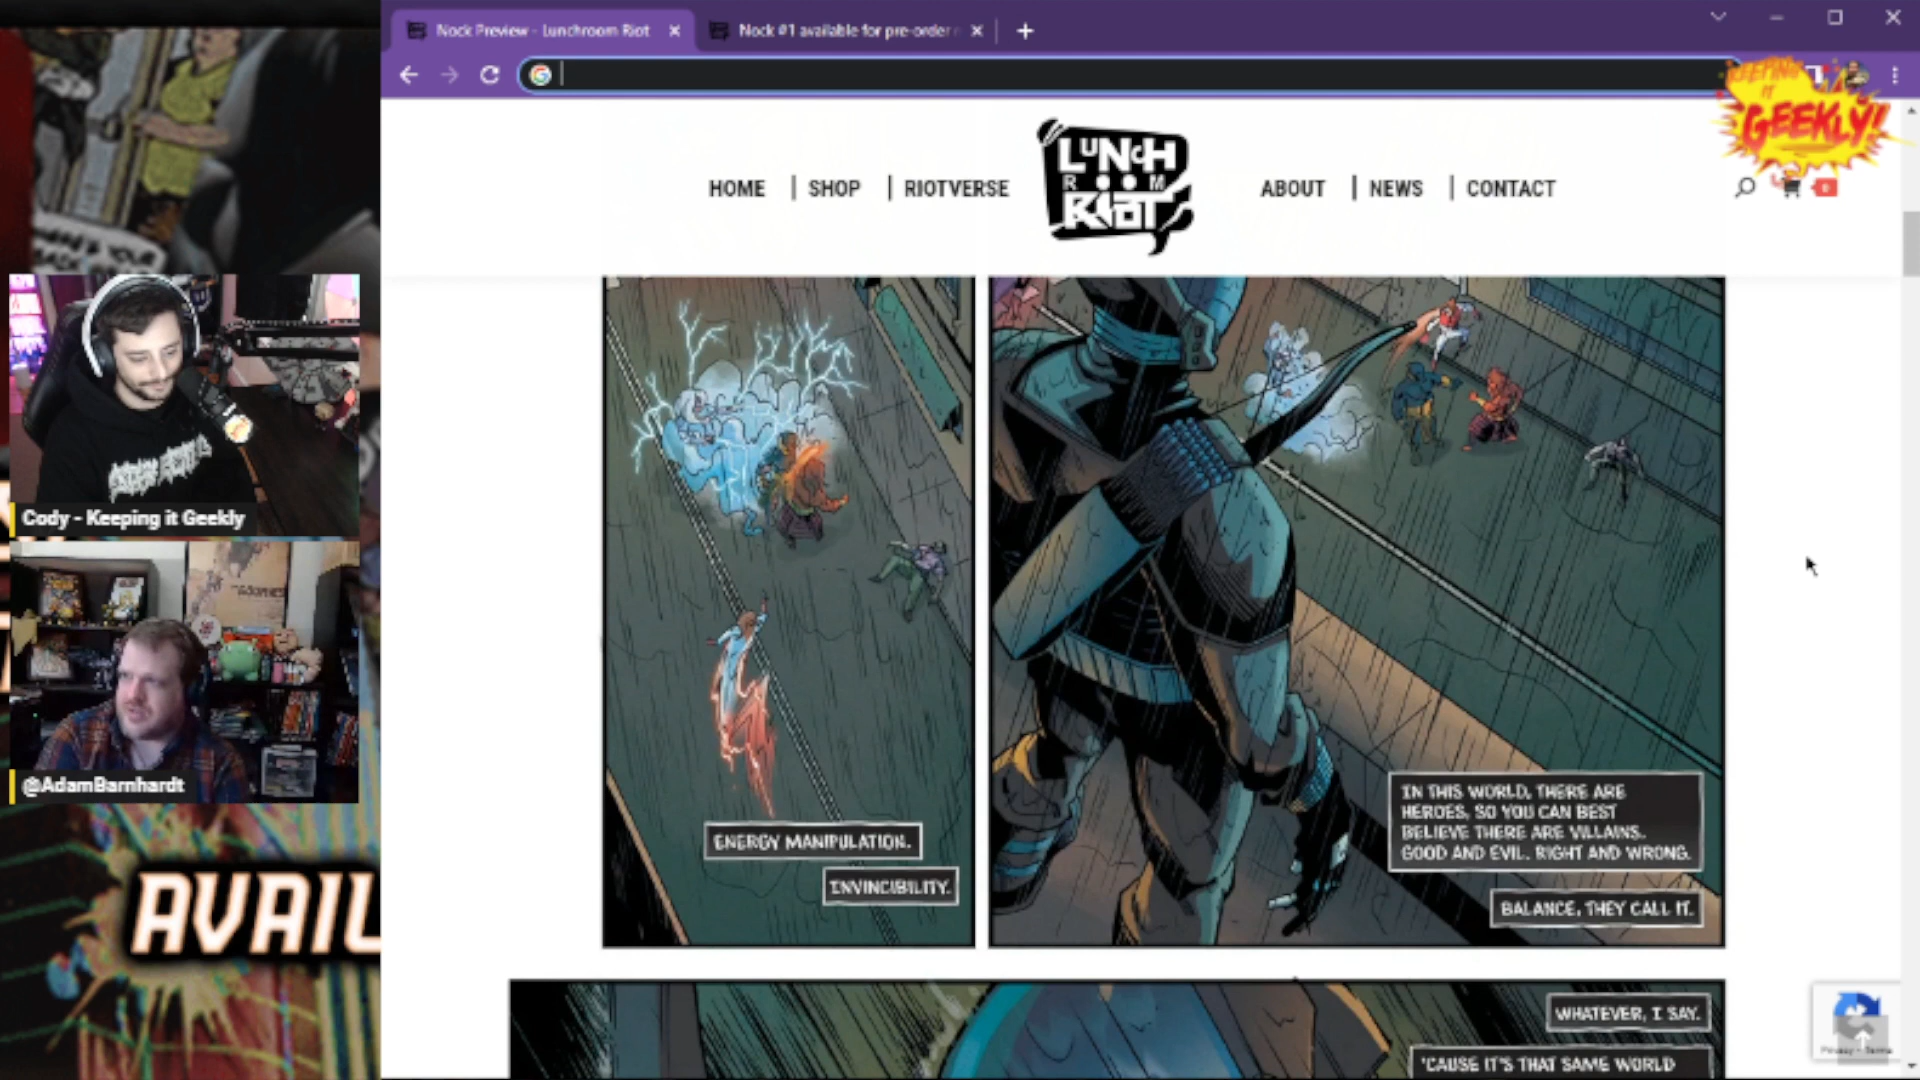 Nock Preview - Lunchroom Riot
Nock #1 available for pre-order
KEEPING
IT
GEEKLY!
HOME
SHOP
RIOTVERSE
LUNCH
ROOM
RIOT
ABOUT
NEWS
CONTACT
0
Cody - Keeping it Geekly
@AdamBarnhardt
AVAIL
ENERGY MANIPULATION.
INVINCIBILITY.
IN THIS WORLD, THERE ARE
HEROES, SO YOU CAN BEST
BELIEVE THERE ARE VILLAINS.
GOOD AND EVIL. RIGHT AND WRONG.
BALANCE, THEY CALL IT.
WHATEVER, I SAY.
'CAUSE IT'S THAT SAME WORLD
Privacy - Terms